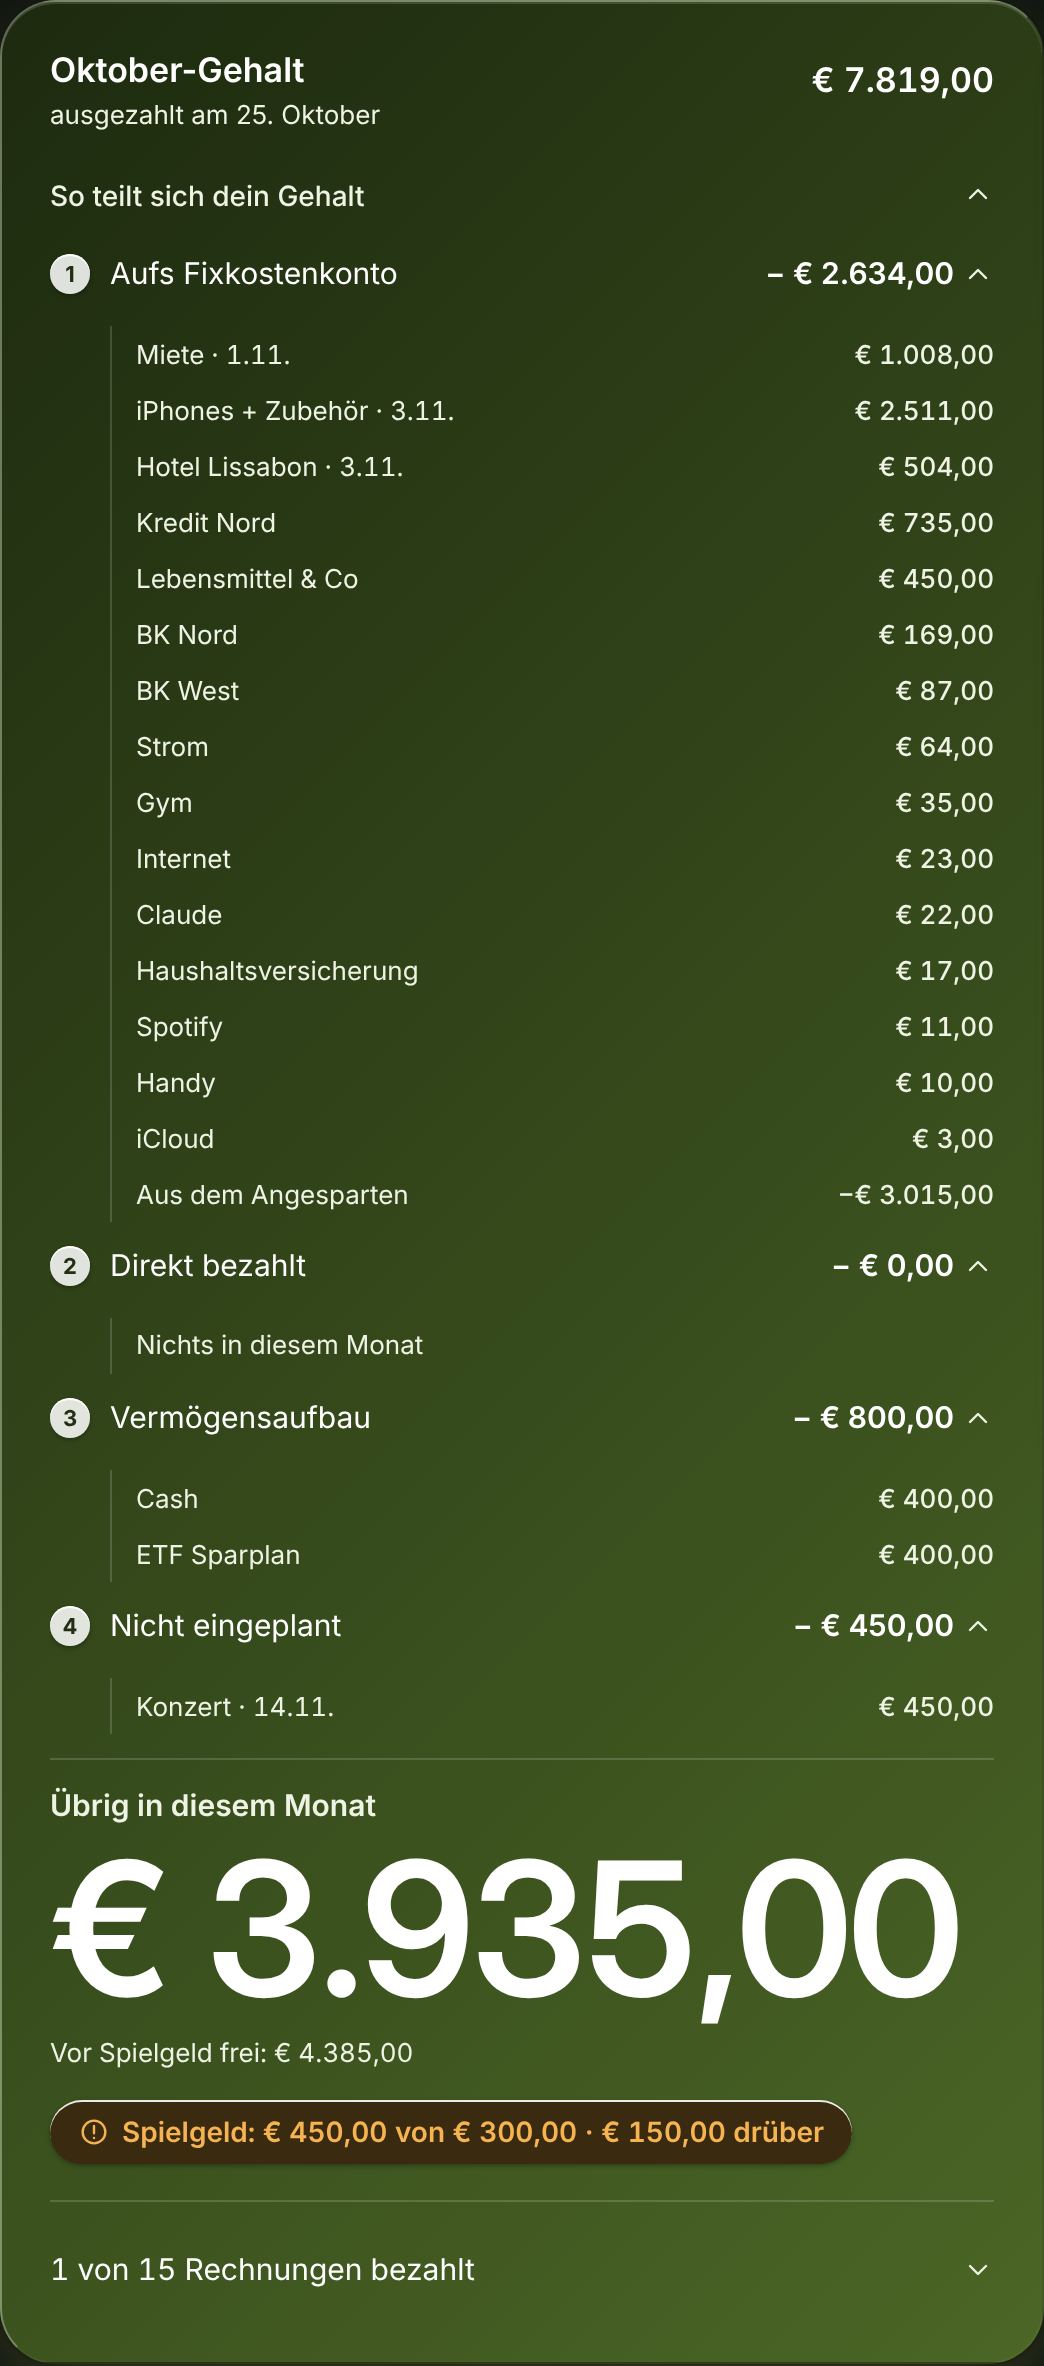 Oktober-Gehalt
€ 7.819,00
ausgezahlt am 25. Oktober
So teilt sich dein Gehalt
1 Aufs Fixkostenkonto – € 2.634,00
Miete · 1.11. € 1.008,00
iPhones + Zubehör · 3.11. € 2.511,00
Hotel Lissabon · 3.11. € 504,00
Kredit Nord € 735,00
Lebensmittel & Co € 450,00
BK Nord € 169,00
BK West € 87,00
Strom € 64,00
Gym € 35,00
Internet € 23,00
Claude € 22,00
Haushaltsversicherung € 17,00
Spotify € 11,00
Handy € 10,00
iCloud € 3,00
Aus dem Angesparten −€ 3.015,00
2 Direkt bezahlt – € 0,00
Nichts in diesem Monat
3 Vermögensaufbau – € 800,00
Cash € 400,00
ETF Sparplan € 400,00
4 Nicht eingeplant – € 450,00
Konzert · 14.11. € 450,00
Übrig in diesem Monat
€ 3.935,00
Vor Spielgeld frei: € 4.385,00
Spielgeld: € 450,00 von € 300,00 · € 150,00 drüber
1 von 15 Rechnungen bezahlt